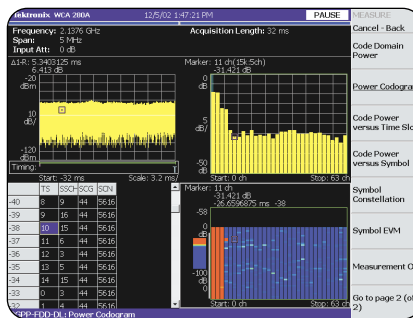 Tektronix WCA 280A 12/5/02 1:47:21 PM PAUSE MEASURE
Frequency: 2.1376 GHz Acquisition Length: 32 ms
Span: 5 MHz
Input Att: 0 dB
Cancel - Back
Code Domain
Power
Power Codogra
Code Power
versus Time Slo
Code Power
versus Symbol
Symbol
Constellation
Symbol EVM
Measurement O
Go to page 2 (of
2)
Δ1-R: 5.3403125 ms
6.413 dB
-20
dBm
10
dB/
-120
dBm
Timing:
Start: -32 ms Scale: 3.2 ms/
Marker: 11 ch(15k:5ch)
-31.421 dB
0
dB
5
dB/
-50
dB
Start: 0 ch Stop: 63 ch
TS SSCH SCG SCN
-40 8 9 44 5616
-39 9 16 44 5616
-38 10 15 44 5616
-37 11 6 44 5616
-36 12 3 44 5616
-35 13 5 44 5616
-34 14 15 44 5616
-33 0 3 44 5616
-32 1 4 44 5616
Marker: 11 ch
-31.421 dB
-26.6596875 ms -38
-58
0
dB
-100
dB
0
Start: 0 ch Stop: 63 ch
3GPP-FDD-DL: Power Codogram